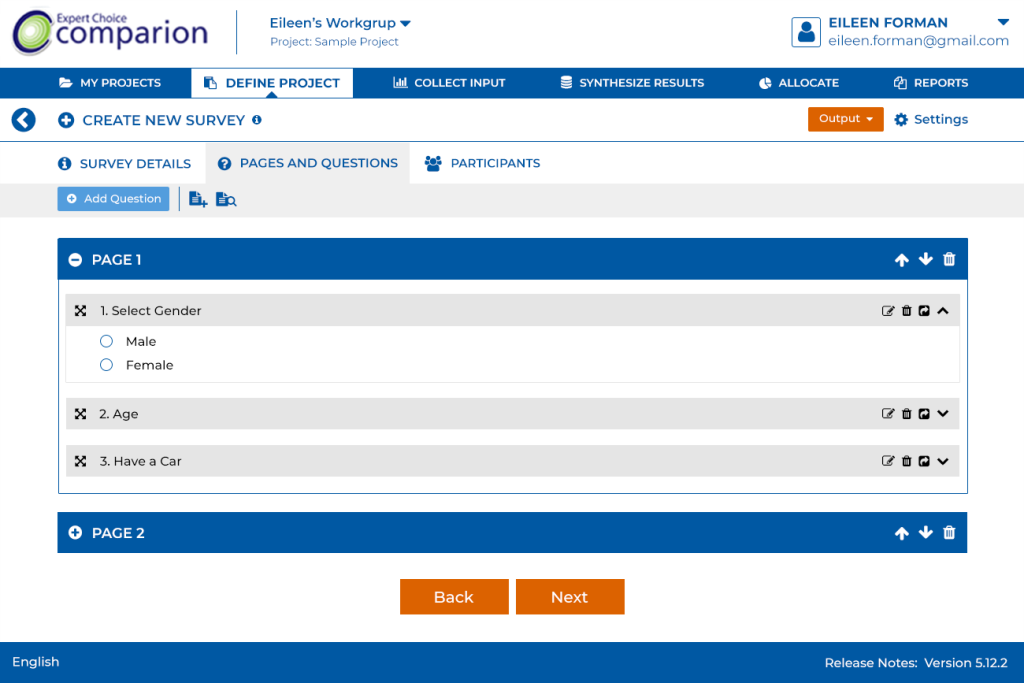 Expert Choice
comparion
Eileen's Workgrup
Project: Sample Project
EILEEN FORMAN
eileen.forman@gmail.com
MY PROJECTS
DEFINE PROJECT
COLLECT INPUT
SYNTHESIZE RESULTS
ALLOCATE
REPORTS
CREATE NEW SURVEY
Output
Settings
SURVEY DETAILS
PAGES AND QUESTIONS
PARTICIPANTS
Add Question
PAGE 1
1. Select Gender
Male
Female
2. Age
3. Have a Car
PAGE 2
Back
Next
English
Release Notes: Version 5.12.2